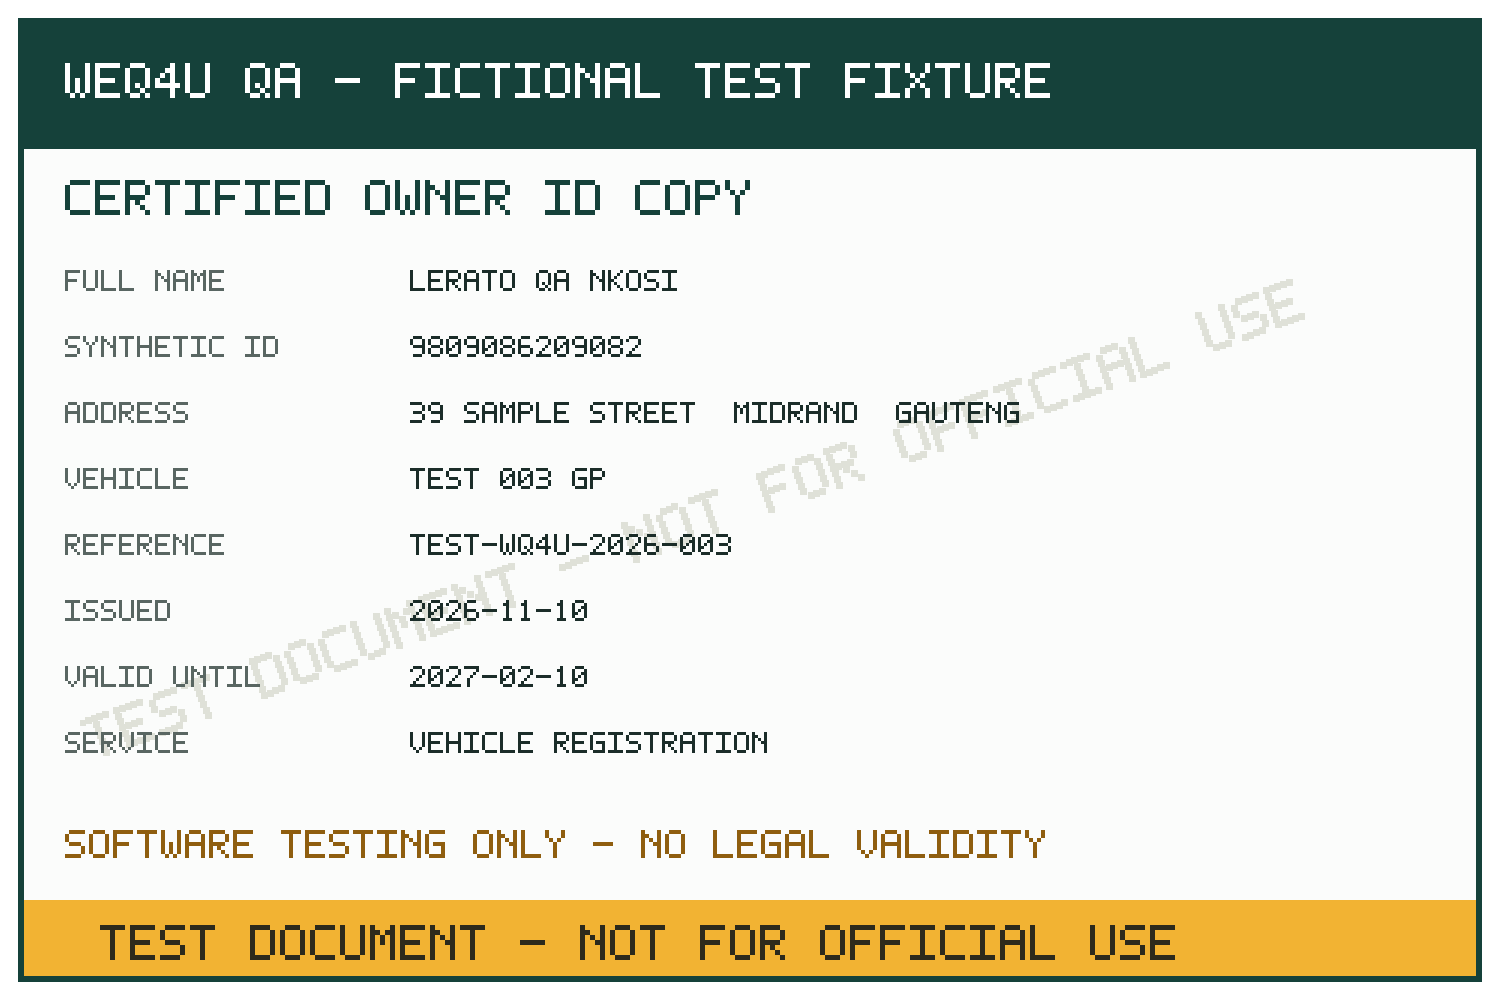 WEQ4U QA - FICTIONAL TEST FIXTURE
CERTIFIED OWNER ID COPY
FULL NAME LERATO QA NKOSI
SYNTHETIC ID 9809086209082
ADDRESS 39 SAMPLE STREET MIDRAND GAUTENG
VEHICLE TEST 003 GP
REFERENCE TEST-WQ4U-2026-003
ISSUED 2026-11-10
VALID UNTIL 2027-02-10
SERVICE VEHICLE REGISTRATION
TEST DOCUMENT - NOT FOR OFFICIAL USE
SOFTWARE TESTING ONLY - NO LEGAL VALIDITY
TEST DOCUMENT - NOT FOR OFFICIAL USE